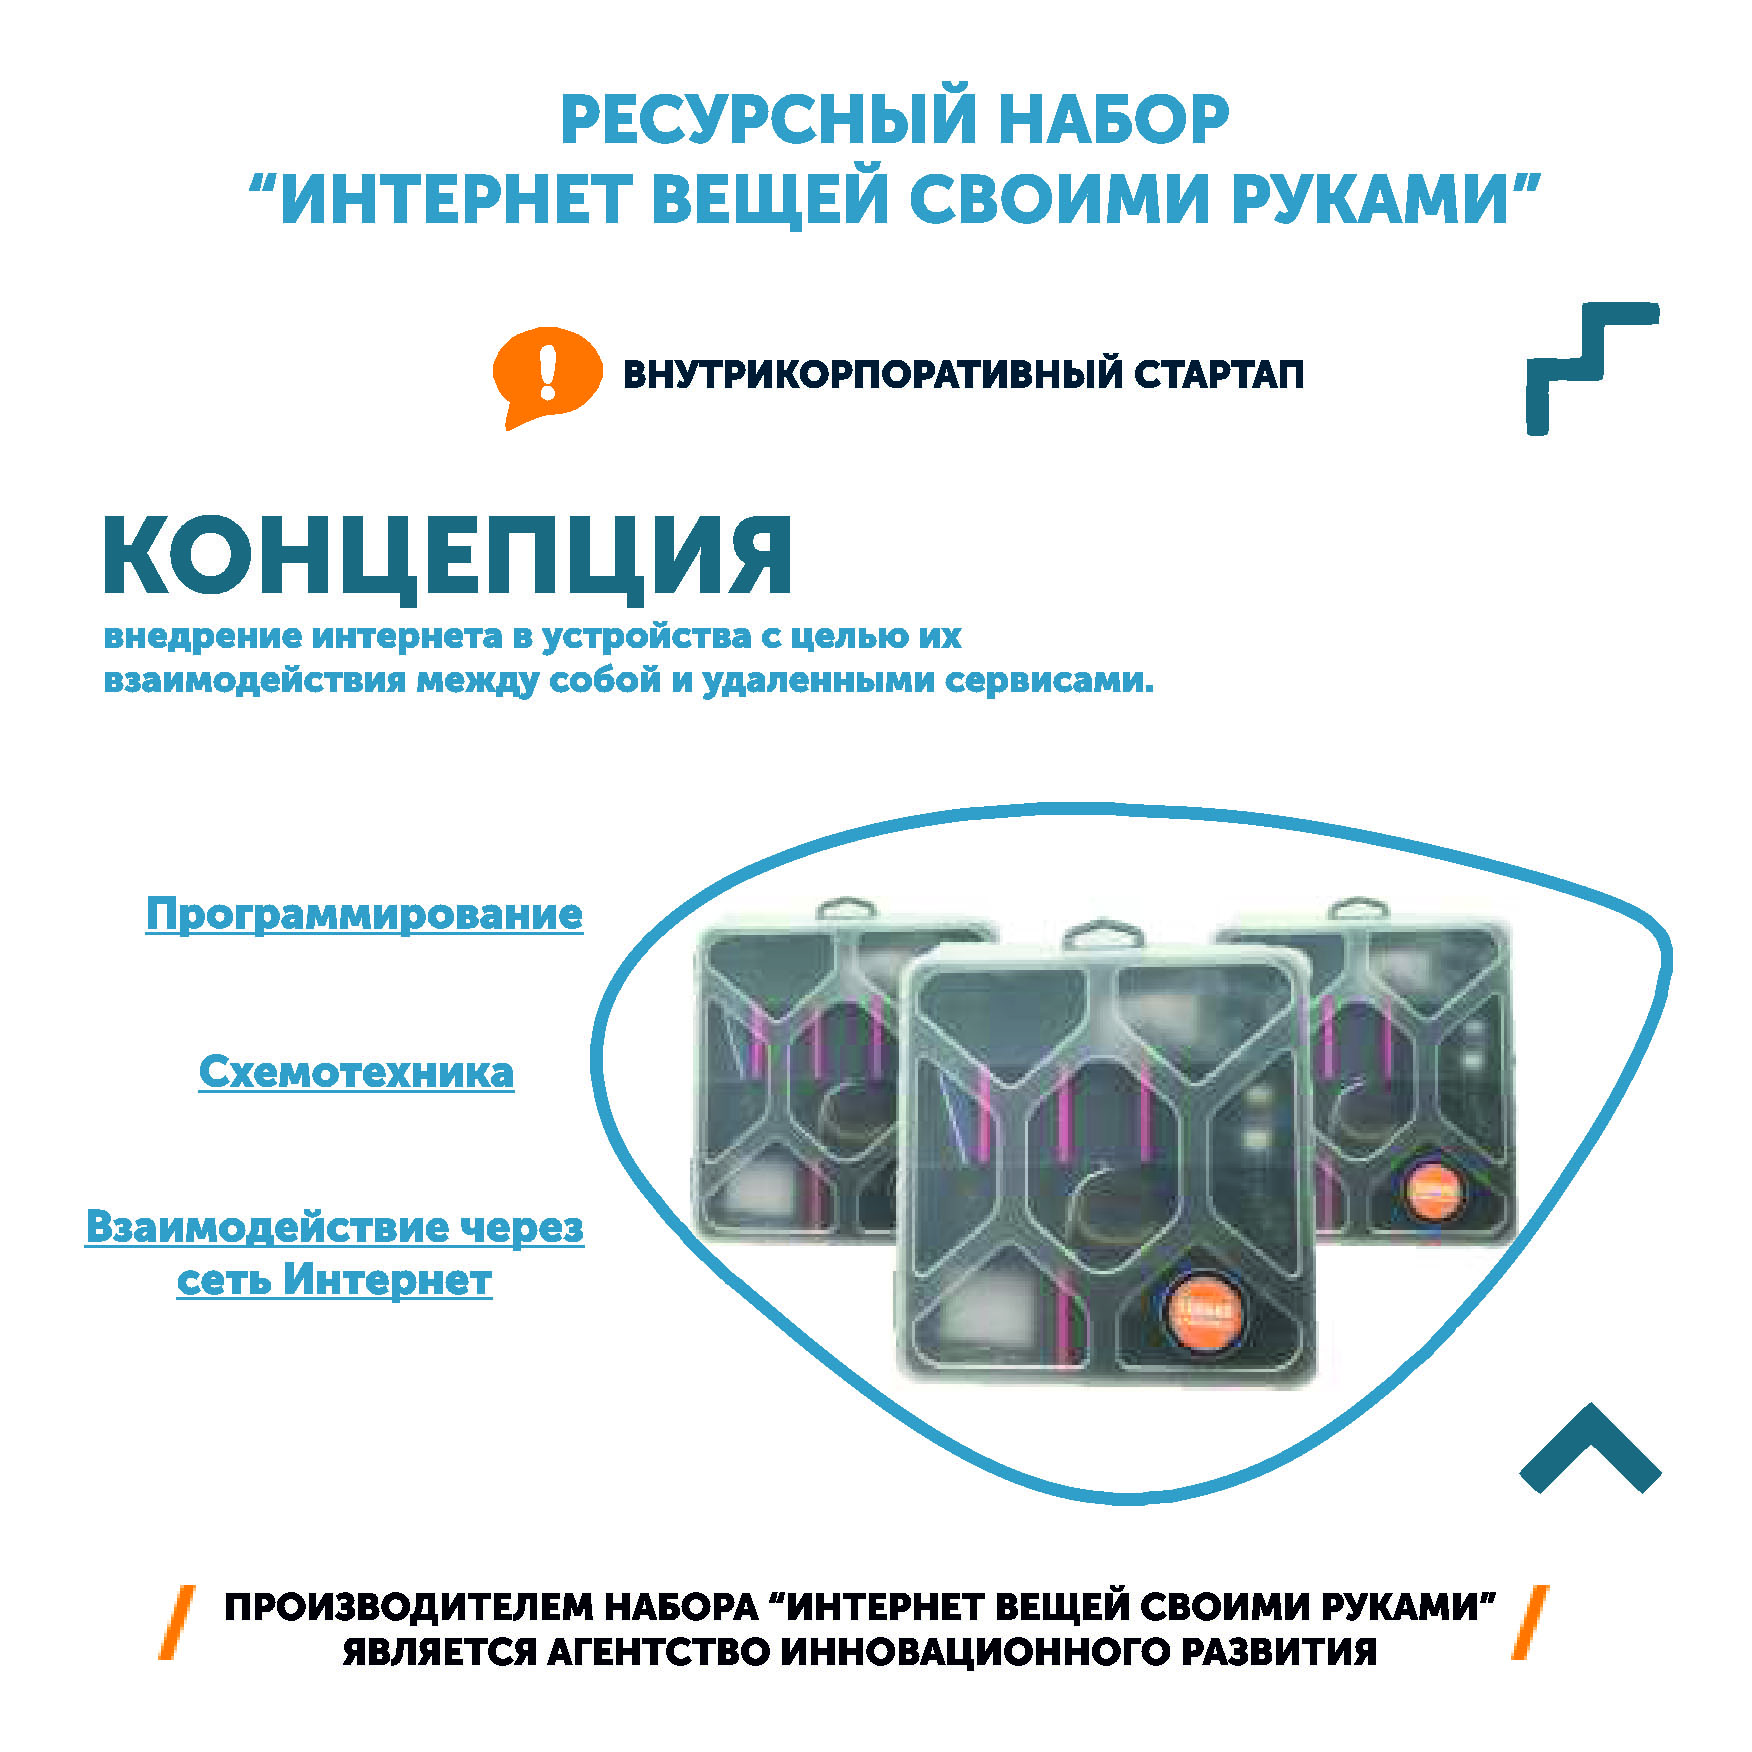 РЕСУРСНЫЙ НАБОР
“ИНТЕРНЕТ ВЕЩЕЙ СВОИМИ РУКАМИ”
ВНУТРИКОРПОРАТИВНЫЙ СТАРТАП
КОНЦЕПЦИЯ
внедрение интернета в устройства с целью их
взаимодействия между собой и удаленными сервисами.
Программирование
Схемотехника
Взаимодействие через
сеть Интернет
ПРОИЗВОДИТЕЛЕМ НАБОРА “ИНТЕРНЕТ ВЕЩЕЙ СВОИМИ РУКАМИ”
ЯВЛЯЕТСЯ АГЕНТСТВО ИННОВАЦИОННОГО РАЗВИТИЯ